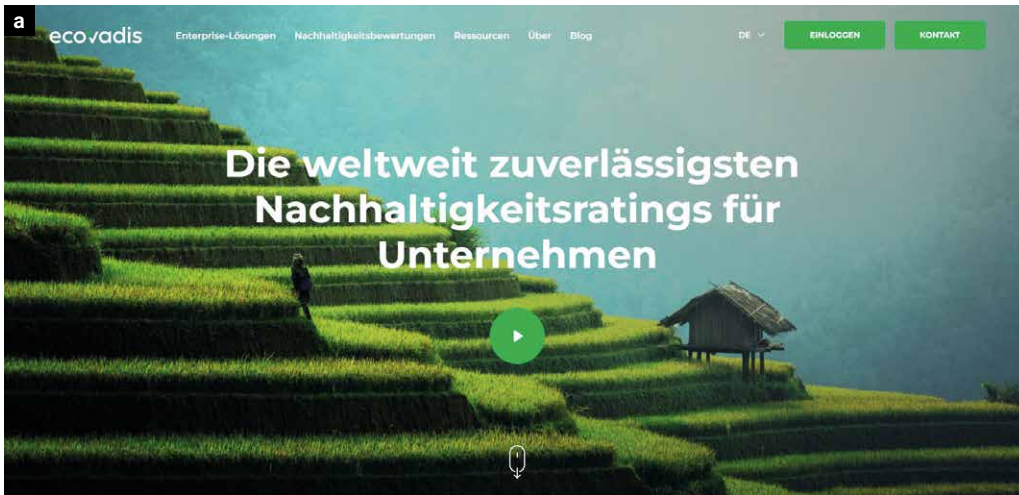 a
ecovadis Enterprise-Lösungen Nachhaltigkeitsbewertungen Ressourcen Über Blog DE EINLOGGEN KONTAKT
Die weltweit zuverlässigsten
Nachhaltigkeitsratings für
Unternehmen